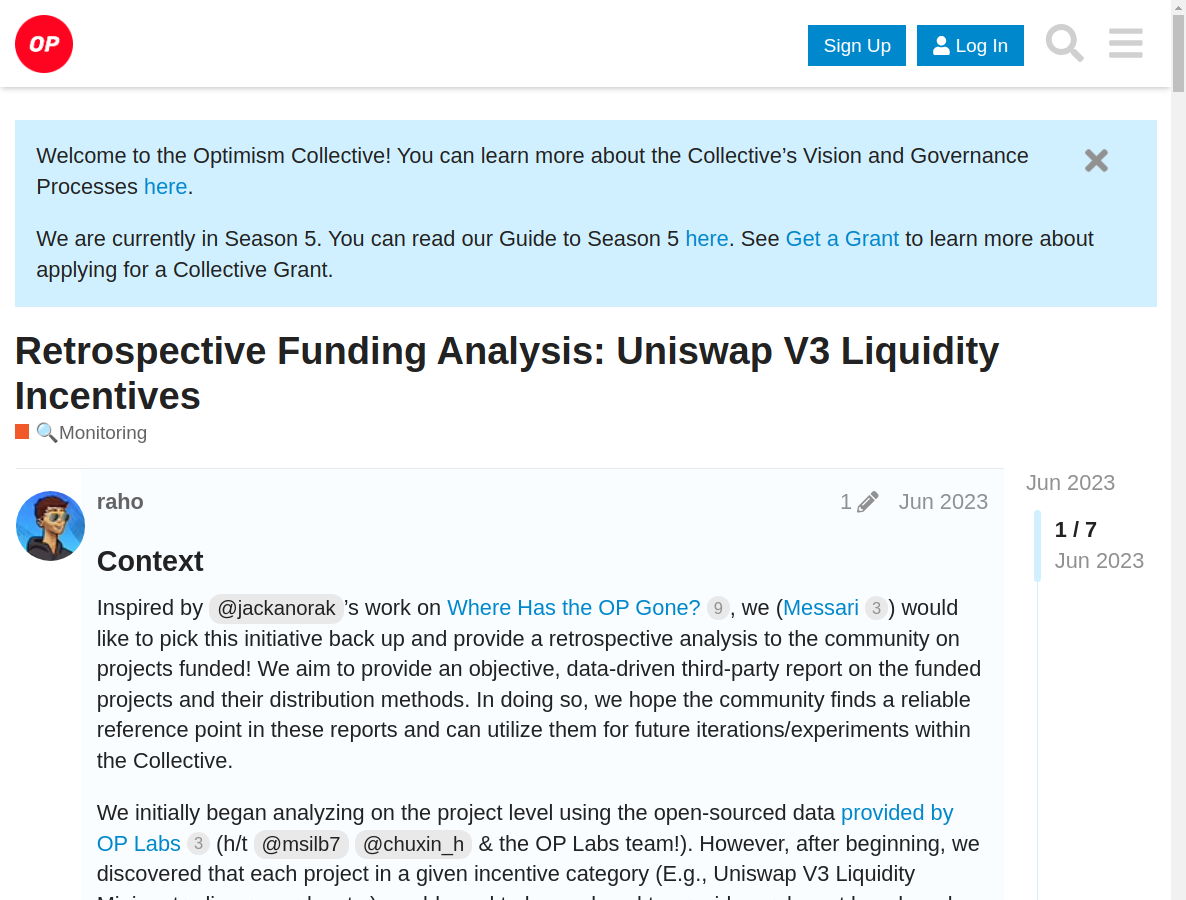 OP
Sign Up
Log In
Welcome to the Optimism Collective! You can learn more about the Collective’s Vision and Governance
Processes here.
We are currently in Season 5. You can read our Guide to Season 5 here. See Get a Grant to learn more about
applying for a Collective Grant.
Retrospective Funding Analysis: Uniswap V3 Liquidity
Incentives
Monitoring
raho
1
Jun 2023
Jun 2023
1 / 7
Jun 2023
Context
Inspired by @jackanorak’s work on Where Has the OP Gone? 9, we (Messari 3) would
like to pick this initiative back up and provide a retrospective analysis to the community on
projects funded! We aim to provide an objective, data-driven third-party report on the funded
projects and their distribution methods. In doing so, we hope the community finds a reliable
reference point in these reports and can utilize them for future iterations/experiments within
the Collective.
We initially began analyzing on the project level using the open-sourced data provided by
OP Labs 3 (h/t @msilb7 @chuxin_h & the OP Labs team!). However, after beginning, we
discovered that each project in a given incentive category (E.g., Uniswap V3 Liquidity